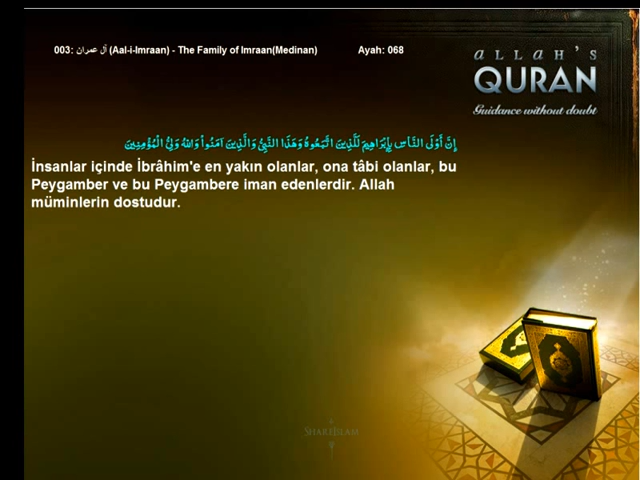 003: آل عمران (Aal-i-Imraan) - The Family of Imraan(Medinan) Ayah: 068
ALLAH'S
QURAN
Guidance without doubt
إِنَّ أَوْلَى النَّاسِ بِإِبْرَاهِيمَ لَلَّذِينَ اتَّبَعُوهُ وَهَذَا النَّبِيُّ وَالَّذِينَ آمَنُواْ وَاللهُ وَلِيُّ الْمُؤْمِنِينَ
İnsanlar içinde İbrâhim'e en yakın olanlar, ona tâbi olanlar, bu
Peygamber ve bu Peygambere iman edenlerdir. Allah
müminlerin dostudur.
SHAREISLAM